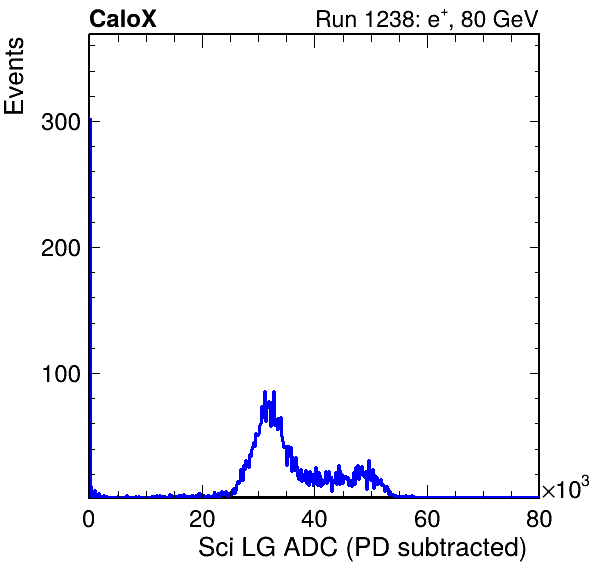 CaloX Run 1238: e⁺, 80 GeV
Events
300
200
100
0 20 40 60 80
×10³
Sci LG ADC (PD subtracted)